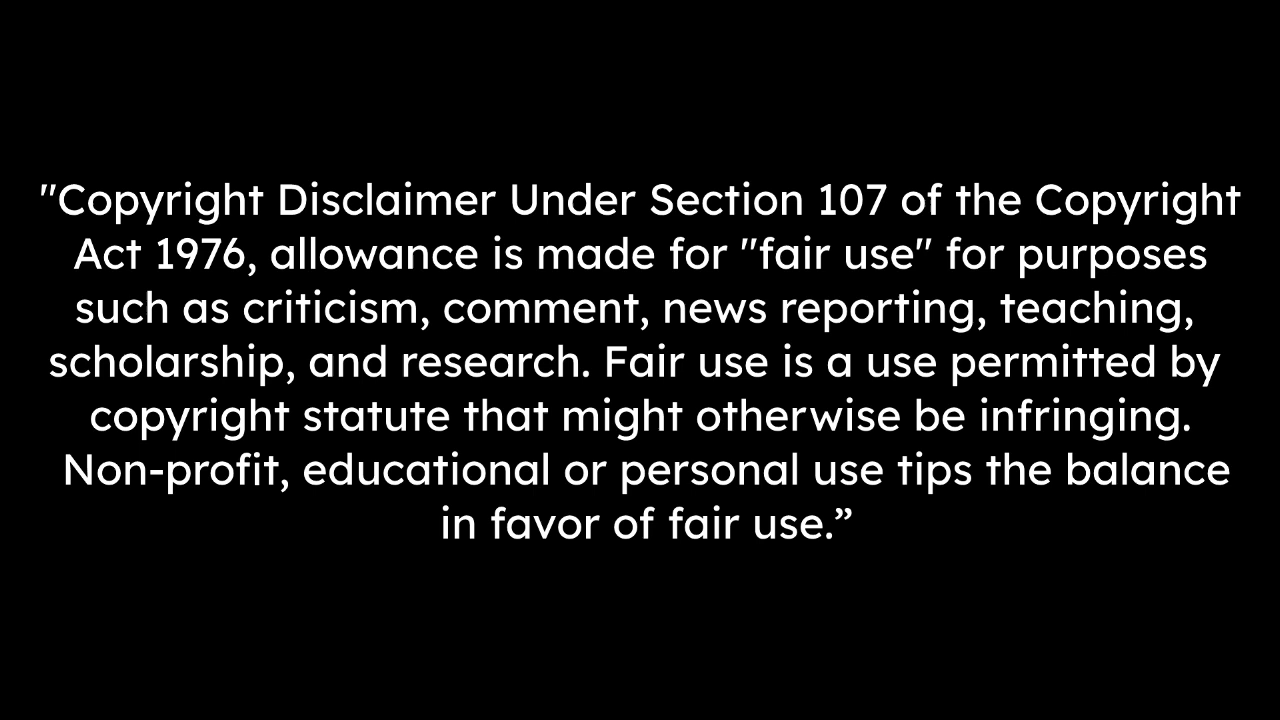 "Copyright Disclaimer Under Section 107 of the Copyright
Act 1976, allowance is made for "fair use" for purposes
such as criticism, comment, news reporting, teaching,
scholarship, and research. Fair use is a use permitted by
copyright statute that might otherwise be infringing.
Non-profit, educational or personal use tips the balance
in favor of fair use.”